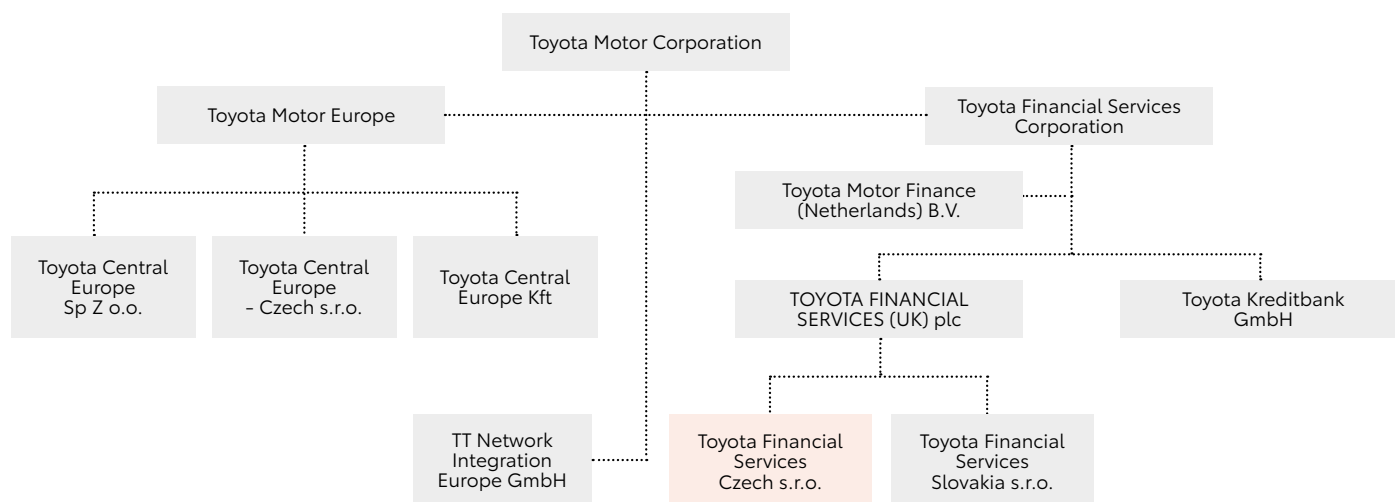 Toyota Motor Corporation
Toyota Motor Europe
Toyota Financial Services
Corporation
Toyota Motor Finance
(Netherlands) B.V.
Toyota Central
Europe
Sp Z o.o.
Toyota Central
Europe
- Czech s.r.o.
Toyota Central
Europe Kft
TOYOTA FINANCIAL
SERVICES (UK) plc
Toyota Kreditbank
GmbH
TT Network
Integration
Europe GmbH
Toyota Financial
Services
Czech s.r.o.
Toyota Financial
Services
Slovakia s.r.o.